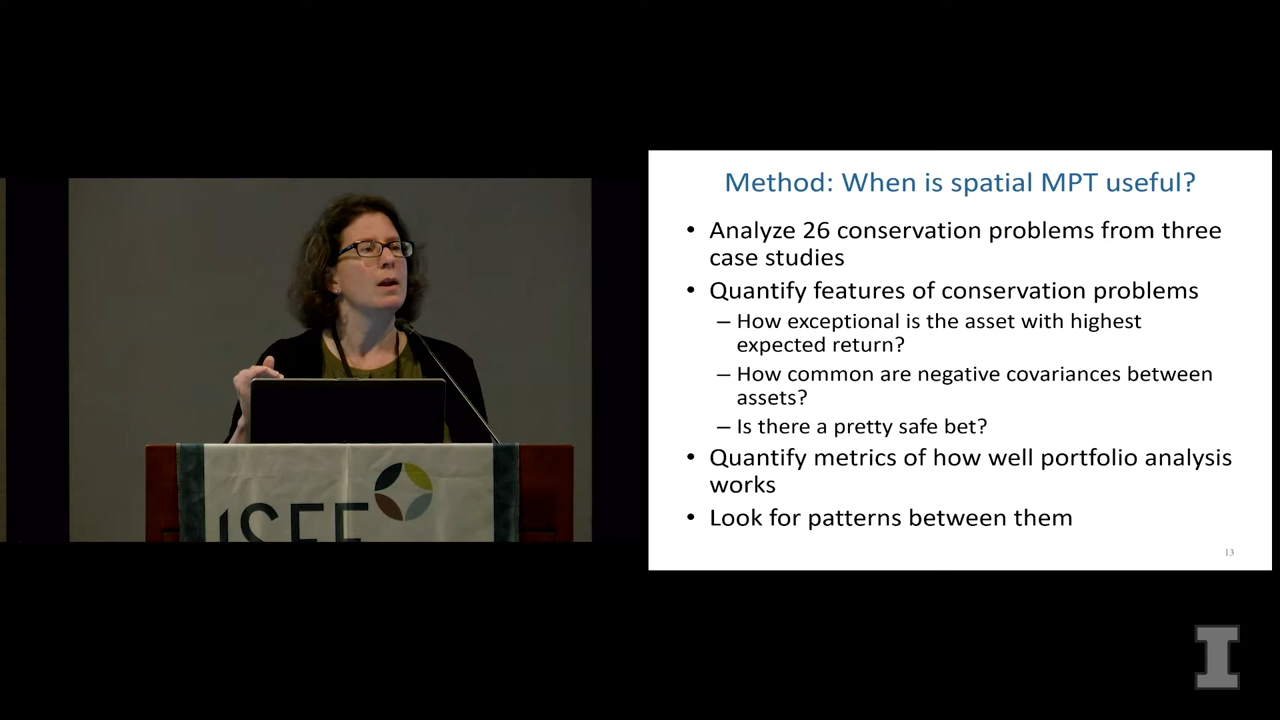 Method: When is spatial MPT useful?
• Analyze 26 conservation problems from three
case studies
• Quantify features of conservation problems
– How exceptional is the asset with highest
expected return?
– How common are negative covariances between
assets?
– Is there a pretty safe bet?
• Quantify metrics of how well portfolio analysis
works
• Look for patterns between them
13
ISEE
I